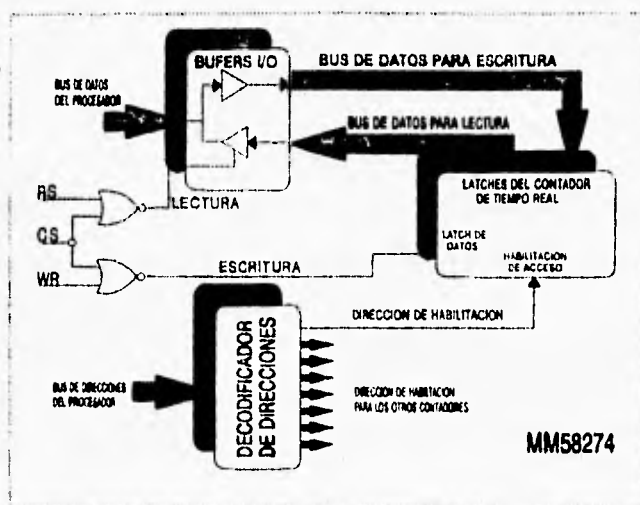 BUFERS I/O
BUS DE DATOS PARA ESCRITURA
BUS DE DATOS
DEL PROCESADOR
BUS DE DATOS PARA LECTURA
LATCHES DEL CONTADOR
DE TIEMPO REAL
RS
LECTURA
CS
LATCH DE
DATOS
HABILITACION
DE ACCESO
WR
ESCRITURA
DIRECCION DE HABILITACION
DECODIFICADOR
DE DIRECCIONES
BUS DE DIRECCIONES
DEL PROCESADOR
DIRECCION DE HABITACION
PARA LOS OTROS CONTADORES
MM58274